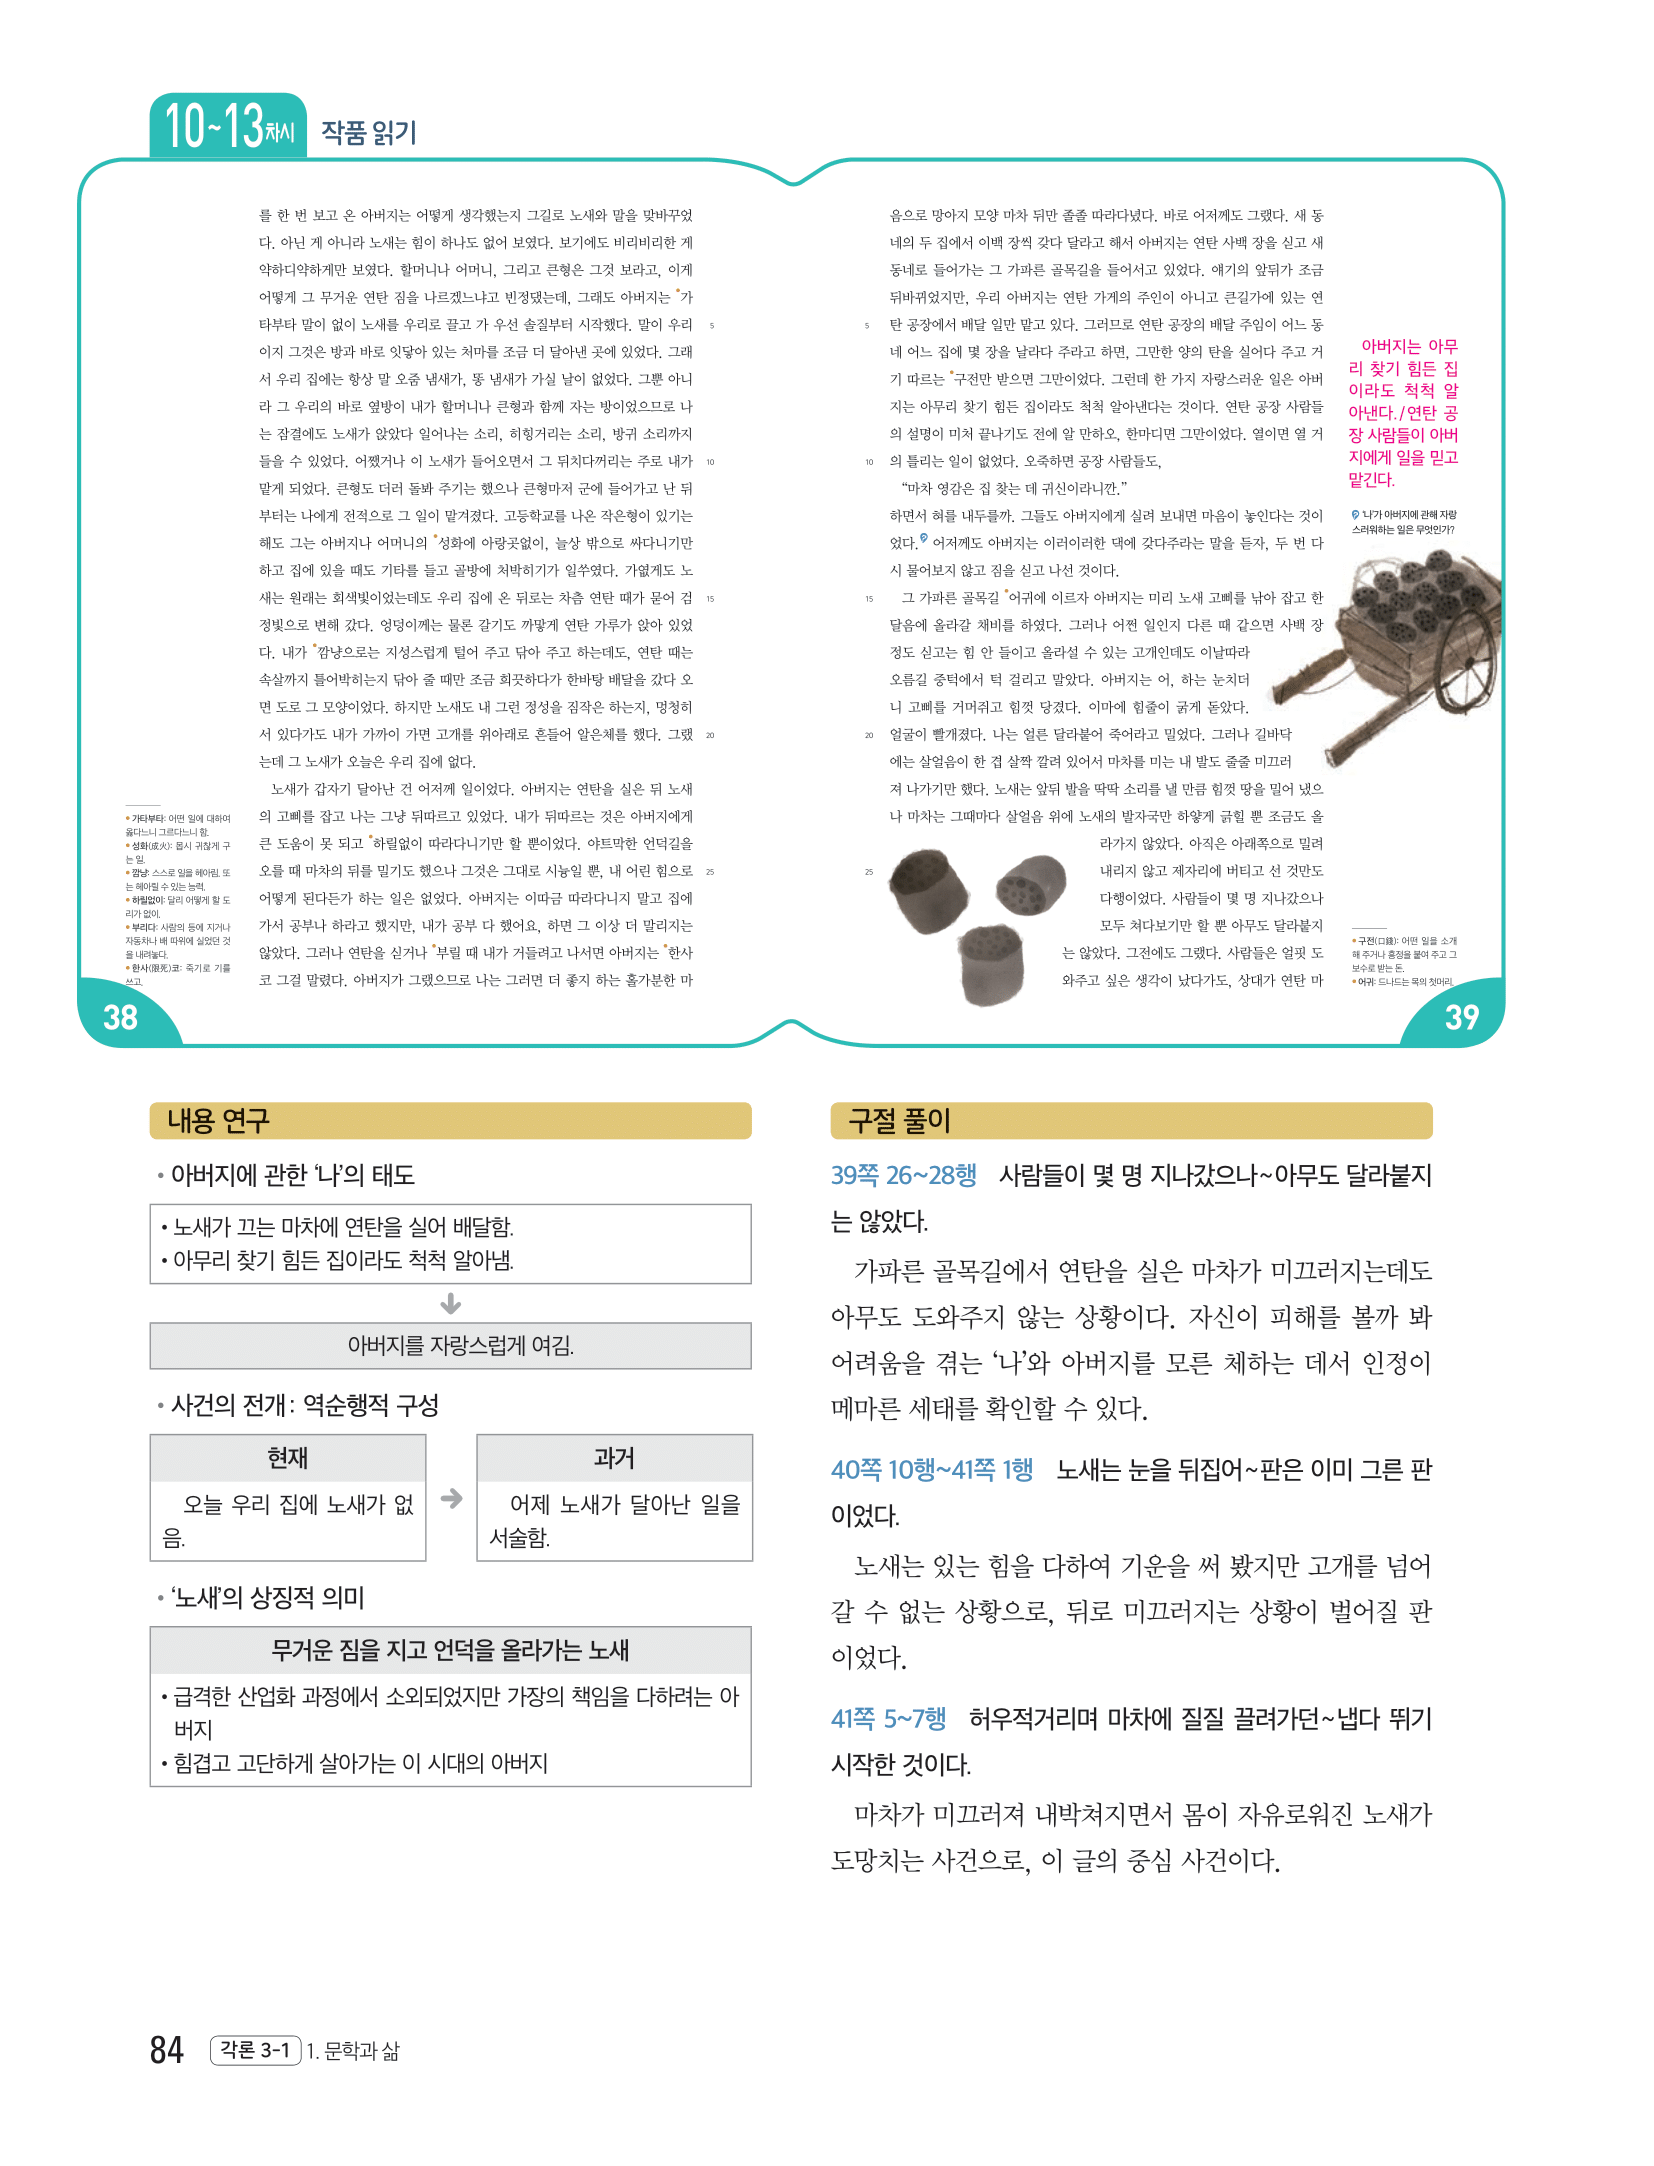 10~13차시 작품 읽기
를 한 번 보고 온 아버지는 어떻게 생각했는지 그길로 노새와 말을 맞바꾸었
다. 아닌 게 아니라 노새는 힘이 하나도 없어 보였다. 보기에도 비리비리한 게
약하디약하게만 보였다. 할머니나 어머니, 그리고 큰형은 그것 보라고, 이게
어떻게 그 무거운 연탄 짐을 나르겠느냐고 빈정댔는데, 그래도 아버지는 •가
타부타 말이 없이 노새를 우리로 끌고 가 우선 솔질부터 시작했다. 말이 우리 5
이지 그것은 방과 바로 잇닿아 있는 처마를 조금 더 달아낸 곳에 있었다. 그래
서 우리 집에는 항상 말 오줌 냄새가, 똥 냄새가 가실 날이 없었다. 그뿐 아니
라 그 우리의 바로 옆방이 내가 할머니나 큰형과 함께 자는 방이었으므로 나
는 잠결에도 노새가 앉았다 일어나는 소리, 히힝거리는 소리, 방귀 소리까지
들을 수 있었다. 어쨌거나 이 노새가 들어오면서 그 뒤치다꺼리는 주로 내가 10
맡게 되었다. 큰형도 더러 돌봐 주기는 했으나 큰형마저 군에 들어가고 난 뒤
부터는 나에게 전적으로 그 일이 맡겨졌다. 고등학교를 나온 작은형이 있기는
해도 그는 아버지나 어머니의 •성화에 아랑곳없이, 늘상 밖으로 싸다니기만
하고 집에 있을 때도 기타를 들고 골방에 처박히기가 일쑤였다. 가엾게도 노
새는 원래는 회색빛이었는데도 우리 집에 온 뒤로는 차츰 연탄 때가 묻어 검 15
정빛으로 변해 갔다. 엉덩이께는 물론 갈기도 까맣게 연탄 가루가 앉아 있었
다. 내가 •깜냥으로는 지성스럽게 털어 주고 닦아 주고 하는데도, 연탄 때는
속살까지 틀어박히는지 닦아 줄 때만 조금 희끗하다가 한바탕 배달을 갔다 오
면 도로 그 모양이었다. 하지만 노새도 내 그런 정성을 짐작은 하는지, 멍청히
서 있다가도 내가 가까이 가면 고개를 위아래로 흔들어 알은체를 했다. 그랬 20
는데 그 노새가 오늘은 우리 집에 없다.
노새가 갑자기 달아난 건 어저께 일이었다. 아버지는 연탄을 실은 뒤 노새
의 고삐를 잡고 나는 그냥 뒤따르고 있었다. 내가 뒤따르는 것은 아버지에게
큰 도움이 못 되고 •하릴없이 따라다니기만 할 뿐이었다. 야트막한 언덕길을
오를 때 마차의 뒤를 밀기도 했으나 그것은 그대로 시늉일 뿐, 내 어린 힘으로 25
어떻게 된다든가 하는 일은 없었다. 아버지는 이따금 따라다니지 말고 집에
가서 공부나 하라고 했지만, 내가 공부 다 했어요, 하면 그 이상 더 말리지는
않았다. 그러나 연탄을 싣거나 •부릴 때 내가 거들려고 나서면 아버지는 •한사
코 그걸 말렸다. 아버지가 그랬으므로 나는 그러면 더 좋지 하는 홀가분한 마
• 가타부타: 어떤 일에 대하여
옳다느니 그르다느니 함.
• 성화(成火): 몹시 귀찮게 구
는 일.
• 깜냥: 스스로 일을 헤아림. 또
는 헤아릴 수 있는 능력.
• 하릴없이: 달리 어떻게 할 도
리가 없이.
• 부리다: 사람의 등에 지거나
자동차나 배 따위에 실었던 것
을 내려놓다.
• 한사(限死)코: 죽기로 기를
쓰고.
38
음으로 망아지 모양 마차 뒤만 졸졸 따라다녔다. 바로 어저께도 그랬다. 새 동
네의 두 집에서 이백 장씩 갖다 달라고 해서 아버지는 연탄 사백 장을 싣고 새
동네로 들어가는 그 가파른 골목길을 들어서고 있었다. 얘기의 앞뒤가 조금
뒤바뀌었지만, 우리 아버지는 연탄 가게의 주인이 아니고 큰길가에 있는 연
5 탄 공장에서 배달 일만 맡고 있다. 그러므로 연탄 공장의 배달 주임이 어느 동
네 어느 집에 몇 장을 날라다 주라고 하면, 그만한 양의 탄을 실어다 주고 거
기 따르는 •구전만 받으면 그만이었다. 그런데 한 가지 자랑스러운 일은 아버
지는 아무리 찾기 힘든 집이라도 척척 알아낸다는 것이다. 연탄 공장 사람들
의 설명이 미처 끝나기도 전에 알 만하오, 한마디면 그만이었다. 열이면 열 거
10 의 틀리는 일이 없었다. 오죽하면 공장 사람들도,
“마차 영감은 집 찾는 데 귀신이라니깐.”
하면서 혀를 내두를까. 그들도 아버지에게 실려 보내면 마음이 놓인다는 것이
었다. 어저께도 아버지는 이러이러한 댁에 갖다주라는 말을 듣자, 두 번 다
시 물어보지 않고 짐을 싣고 나선 것이다.
15 그 가파른 골목길 •어귀에 이르자 아버지는 미리 노새 고삐를 낚아 잡고 한
달음에 올라갈 채비를 하였다. 그러나 어쩐 일인지 다른 때 같으면 사백 장
정도 싣고는 힘 안 들이고 올라설 수 있는 고개인데도 이날따라
오름길 중턱에서 턱 걸리고 말았다. 아버지는 어, 하는 눈치더
니 고삐를 거머쥐고 힘껏 당겼다. 이마에 힘줄이 굵게 돋았다.
20 얼굴이 빨개졌다. 나는 얼른 달라붙어 죽어라고 밀었다. 그러나 길바닥
에는 살얼음이 한 겹 살짝 깔려 있어서 마차를 미는 내 발도 줄줄 미끄러
져 나가기만 했다. 노새는 앞뒤 발을 딱딱 소리를 낼 만큼 힘껏 땅을 밀어 냈으
나 마차는 그때마다 살얼음 위에 노새의 발자국만 하얗게 긁힐 뿐 조금도 올
라가지 않았다. 아직은 아래쪽으로 밀려
25 내리지 않고 제자리에 버티고 선 것만도
다행이었다. 사람들이 몇 명 지나갔으나
모두 쳐다보기만 할 뿐 아무도 달라붙지
는 않았다. 그전에도 그랬다. 사람들은 얼핏 도
와주고 싶은 생각이 났다가도, 상대가 연탄 마
아버지는 아무
리 찾기 힘든 집
이라도 척척 알
아낸다./연탄 공
장 사람들이 아버
지에게 일을 믿고
맡긴다.
‘나’가 아버지에 관해 자랑
스러워하는 일은 무엇인가?
• 구전(口錢): 어떤 일을 소개
해 주거나 흥정을 붙여 주고 그
보수로 받는 돈.
• 어귀: 드나드는 목의 첫머리.
39
내용 연구
• 아버지에 관한 ‘나’의 태도
• 노새가 끄는 마차에 연탄을 실어 배달함.
• 아무리 찾기 힘든 집이라도 척척 알아냄.
아버지를 자랑스럽게 여김.
• 사건의 전개: 역순행적 구성
현재
오늘 우리 집에 노새가 없
음.
과거
어제 노새가 달아난 일을
서술함.
• ‘노새’의 상징적 의미
무거운 짐을 지고 언덕을 올라가는 노새
• 급격한 산업화 과정에서 소외되었지만 가장의 책임을 다하려는 아
버지
• 힘겹고 고단하게 살아가는 이 시대의 아버지
구절 풀이
39쪽 26~28행 사람들이 몇 명 지나갔으나~아무도 달라붙지
는 않았다.
가파른 골목길에서 연탄을 실은 마차가 미끄러지는데도
아무도 도와주지 않는 상황이다. 자신이 피해를 볼까 봐
어려움을 겪는 ‘나’와 아버지를 모른 체하는 데서 인정이
메마른 세태를 확인할 수 있다.
40쪽 10행~41쪽 1행 노새는 눈을 뒤집어~판은 이미 그른 판
이었다.
노새는 있는 힘을 다하여 기운을 써 봤지만 고개를 넘어
갈 수 없는 상황으로, 뒤로 미끄러지는 상황이 벌어질 판
이었다.
41쪽 5~7행 허우적거리며 마차에 질질 끌려가던~냅다 뛰기
시작한 것이다.
마차가 미끄러져 내박쳐지면서 몸이 자유로워진 노새가
도망치는 사건으로, 이 글의 중심 사건이다.
84 각론 3-1 1. 문학과 삶